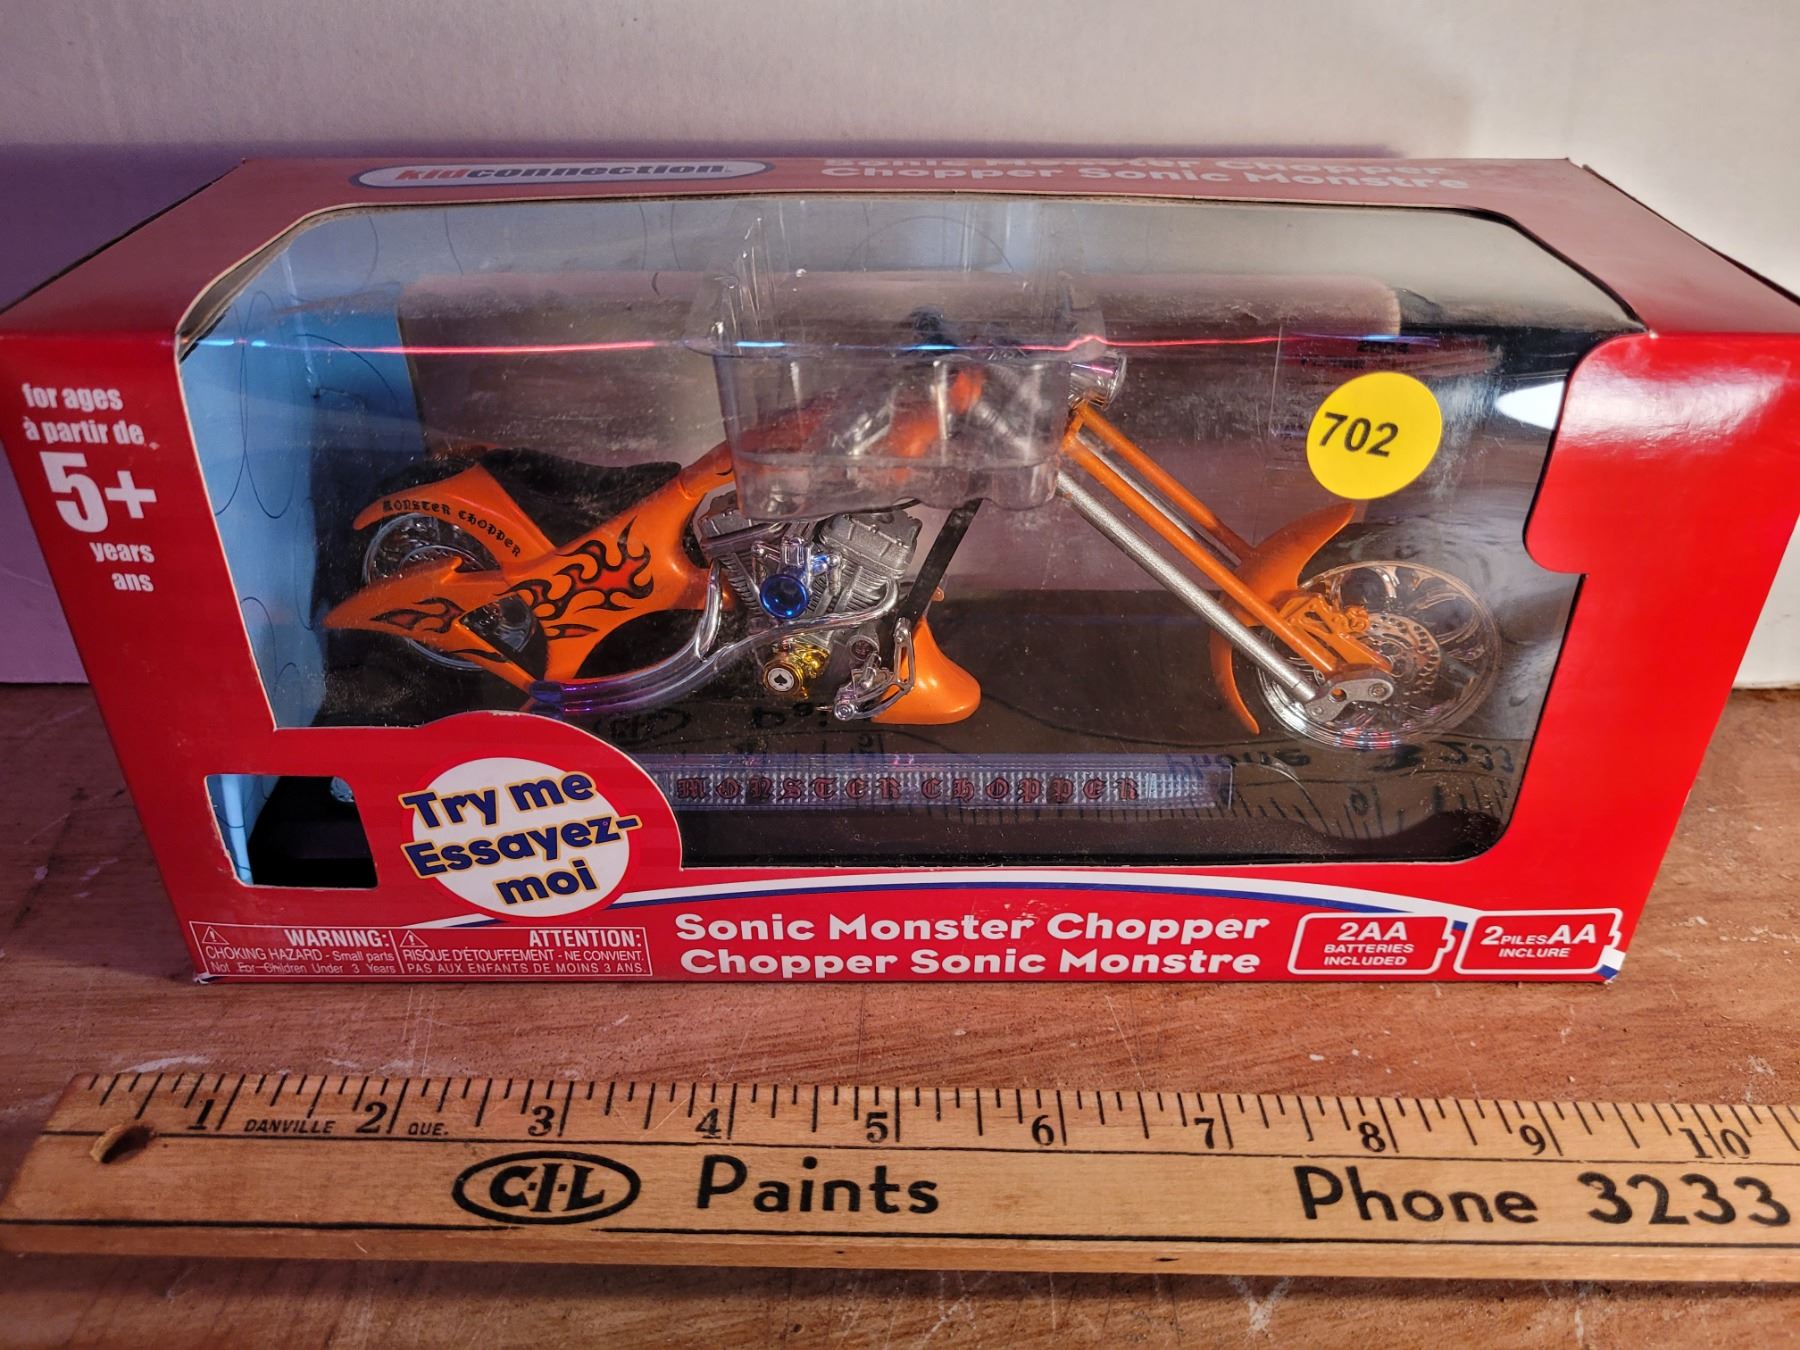 kidconnection
Sonic Monster Chopper
Chopper Sonic Monstre
for ages
à partir de
5+
years
ans
702
MONSTER CHOPPER
MONSTER CHOPPER
Try me
Essayez-
moi
WARNING:
CHOKING HAZARD - Small parts
Not For Children Under 3 Years
ATTENTION:
RISQUE D'ÉTOUFFEMENT - NE CONVIENT.
PAS AUX ENFANTS DE MOINS 3 ANS.
Sonic Monster Chopper
Chopper Sonic Monstre
2AA
BATTERIES
INCLUDED
2PILESAA
INCLURE
1 2 3 4 5 6 7 8 9 10
DANVILLE QUE.
C-I-L Paints Phone 3233